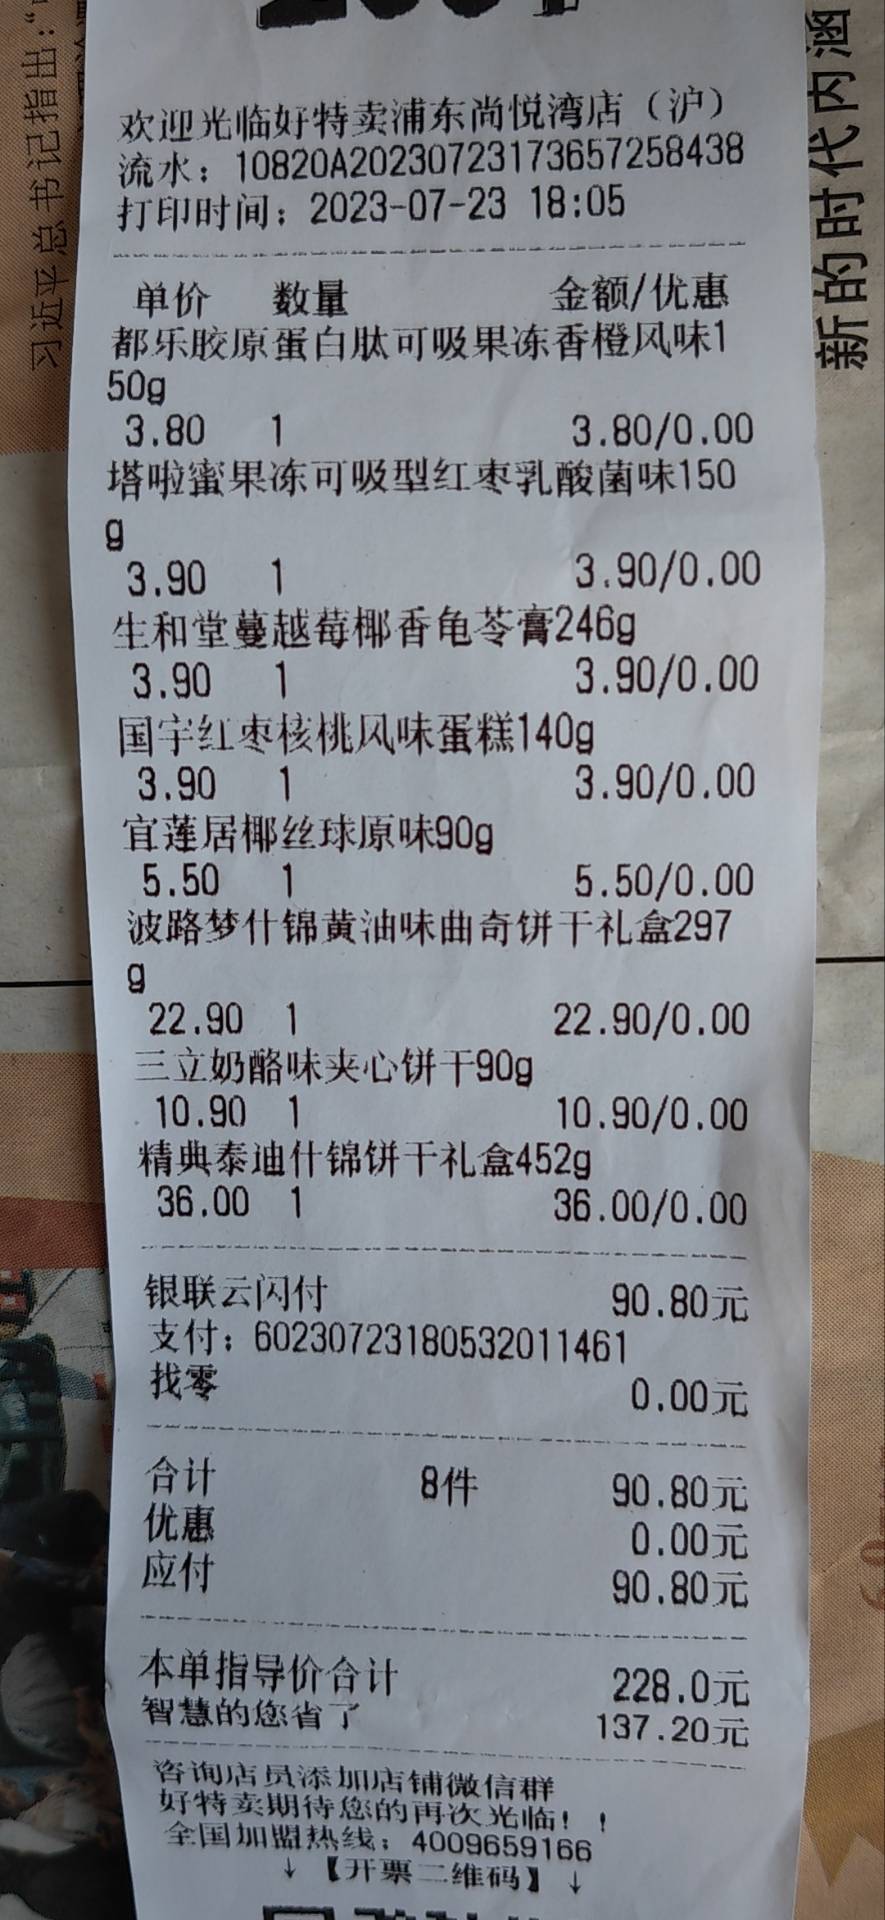 欢迎光临好特卖浦东尚悦湾店（沪）
流水：10820A20230723173657258438
打印时间：2023-07-23 18:05
单价 数量 金额/优惠
都乐胶原蛋白肽可吸果冻香橙风味1
50g
3.80 1 3.80/0.00
塔啦蜜果冻可吸型红枣乳酸菌味150
g
3.90 1 3.90/0.00
生和堂蔓越莓椰香龟苓膏246g
3.90 1 3.90/0.00
国宇红枣核桃风味蛋糕140g
3.90 1 3.90/0.00
宜莲居椰丝球原味90g
5.50 1 5.50/0.00
波路梦什锦黄油味曲奇饼干礼盒297
g
22.90 1 22.90/0.00
三立奶酪味夹心饼干90g
10.90 1 10.90/0.00
精典泰迪什锦饼干礼盒452g
36.00 1 36.00/0.00
银联云闪付 90.80元
支付：60230723180532011461
找零 0.00元
合计 8件 90.80元
优惠 0.00元
应付 90.80元
本单指导价合计 228.0元
智慧的您省了 137.20元
咨询店员添加店铺微信群
好特卖期待您的再次光临！！
全国加盟热线：4009659166
↓【开票二维码】↓
习近平总书记指出：“
新的时代内涵